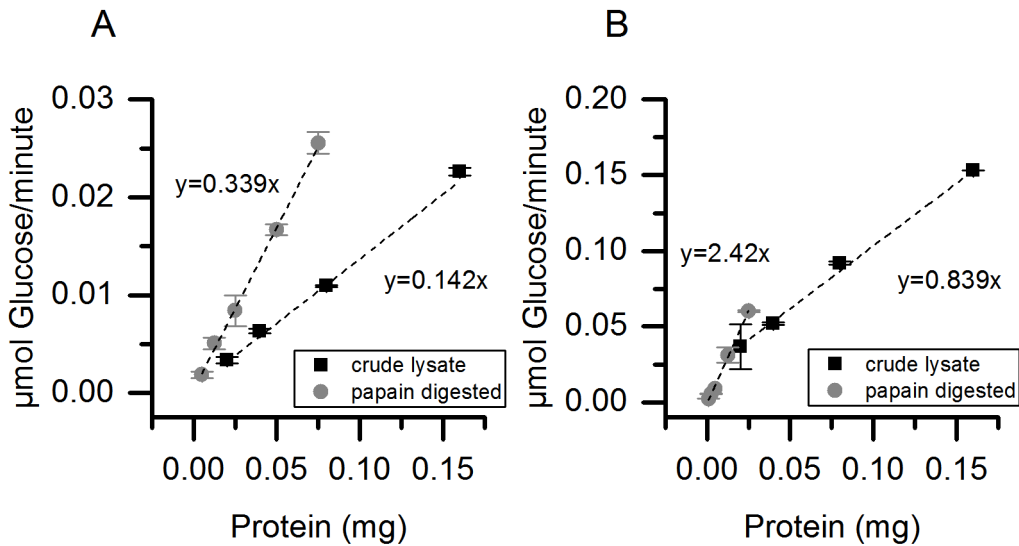 A
0.03
0.02
0.01
0.00
µmol Glucose/minute
y=0.339x
y=0.142x
crude lysate
papain digested
0.00 0.05 0.10 0.15
Protein (mg)
B
0.20
0.15
0.10
0.05
0.00
µmol Glucose/minute
y=2.42x
y=0.839x
crude lysate
papain digested
0.00 0.05 0.10 0.15
Protein (mg)